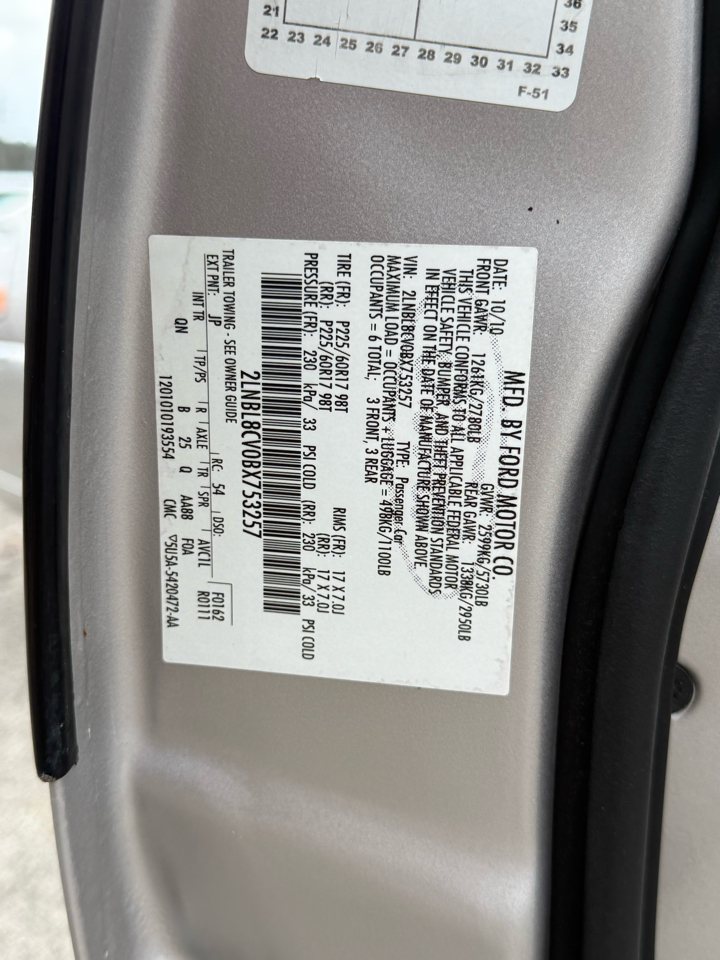 21
36
35
34
22 23 24 25 26 27 28 29 30 31 32 33
F-51
MFD. BY FORD MOTOR CO.
DATE: 10/10 GVWR: 2599KG/5730LB
FRONT GAWR: 1261KG/2780LB REAR GAWR: 1338KG/2950LB
THIS VEHICLE CONFORMS TO ALL APPLICABLE FEDERAL MOTOR
VEHICLE SAFETY, BUMPER, AND THEFT PREVENTION STANDARDS
IN EFFECT ON THE DATE OF MANUFACTURE SHOWN ABOVE.
VIN: 2LNBL8CV0BX753257 TYPE: Passenger Car
MAXIMUM LOAD = OCCUPANTS + LUGGAGE = 498KG/1100LB
OCCUPANTS = 6 TOTAL; 3 FRONT, 3 REAR
TIRE (FR): P225/60R17 98T RIMS (FR): 17 X 7.0J
(RR): P225/60R17 98T (RR): 17 X 7.0J
PRESSURE (FR): 230 kPa/ 33 PSI COLD (RR): 230 kPa/ 33 PSI COLD
2LNBL8CV0BX753257
TRAILER TOWING - SEE OWNER GUIDE
EXT PNT: JP RC: 54 DSO: F0162
R0111
INT TR TP/PS R AXLE TR SPR AVCTL
QN B 25 Q AABB FDA
1201010193554 CMC ▽5U5A-5420472-AA